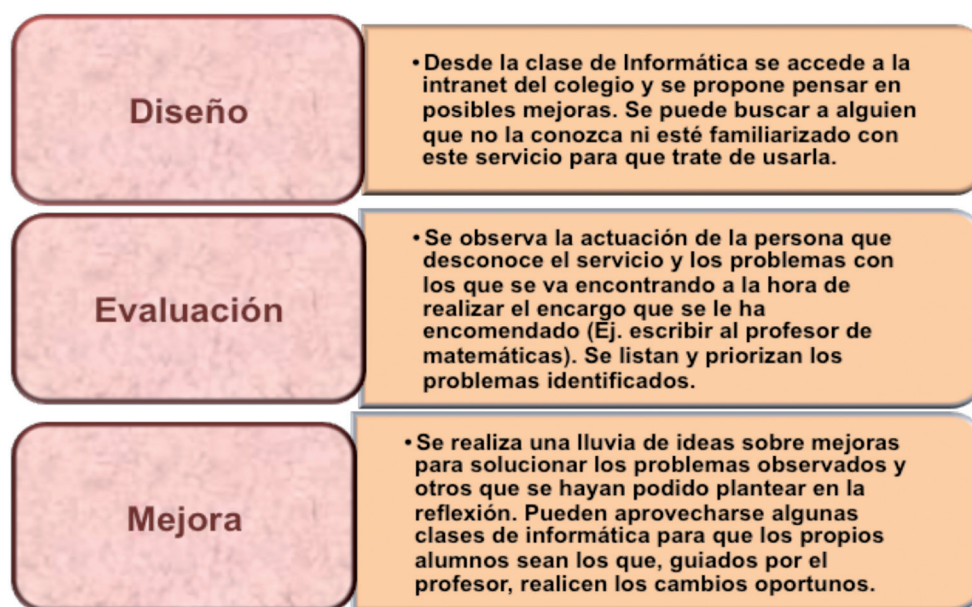 Diseño
• Desde la clase de Informática se accede a la
intranet del colegio y se propone pensar en
posibles mejoras. Se puede buscar a alguien
que no la conozca ni esté familiarizado con
este servicio para que trate de usarla.
Evaluación
• Se observa la actuación de la persona que
desconoce el servicio y los problemas con
los que se va encontrando a la hora de
realizar el encargo que se le ha
encomendado (Ej. escribir al profesor de
matemáticas). Se listan y priorizan los
problemas identificados.
Mejora
• Se realiza una lluvia de ideas sobre mejoras
para solucionar los problemas observados y
otros que se hayan podido plantear en la
reflexión. Pueden aprovecharse algunas
clases de informática para que los propios
alumnos sean los que, guiados por el
profesor, realicen los cambios oportunos.